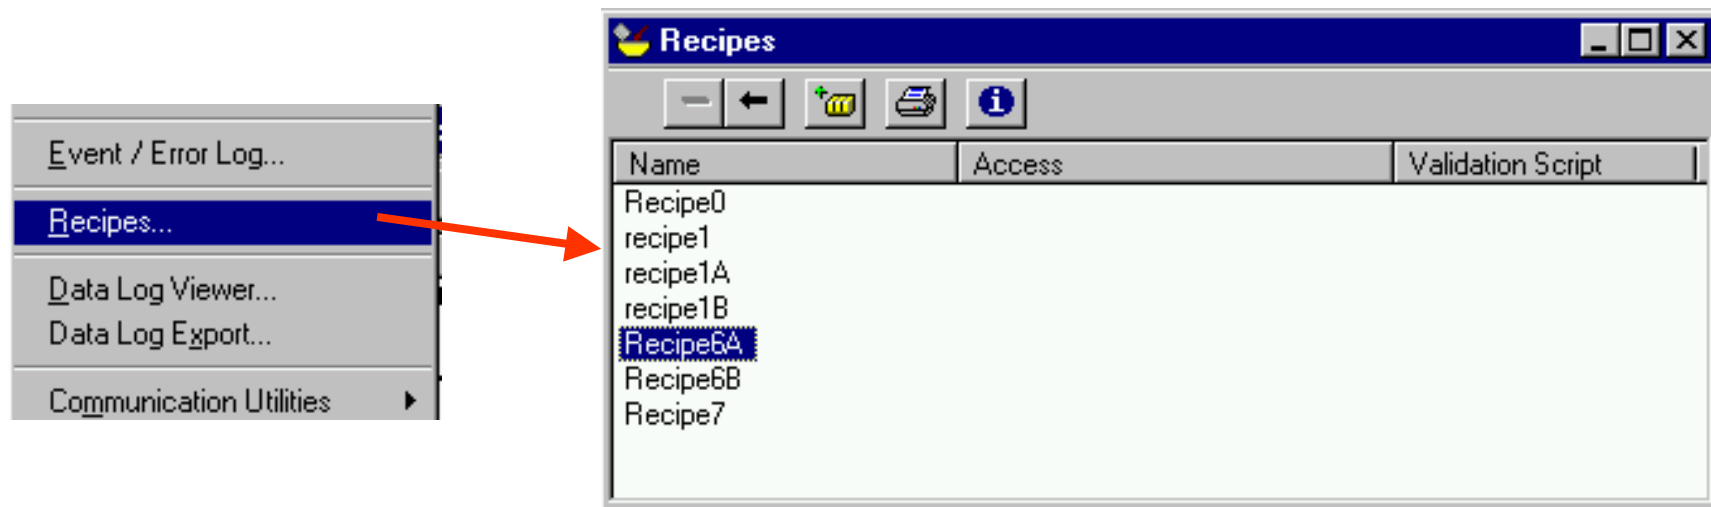 Event / Error Log...
Recipes...
Data Log Viewer...
Data Log Export...
Communication Utilities
Recipes
Name Access Validation Script
Recipe0
recipe1
recipe1A
recipe1B
Recipe6A
Recipe6B
Recipe7